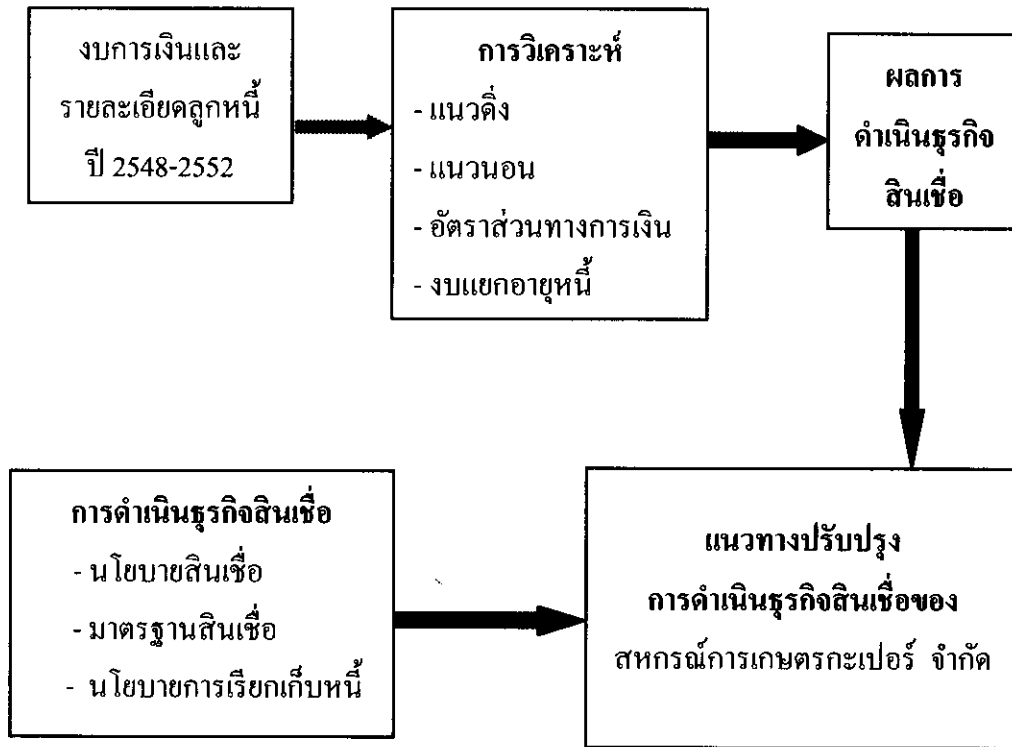 งบการเงินและ
รายละเอียดลูกหนี้
ปี 2548-2552
การวิเคราะห์
- แนวดิ่ง
- แนวนอน
- อัตราส่วนทางการเงิน
- งบแยกอายุหนี้
ผลการ
ดำเนินธุรกิจ
สินเชื่อ
การดำเนินธุรกิจสินเชื่อ
- นโยบายสินเชื่อ
- มาตรฐานสินเชื่อ
- นโยบายการเรียกเก็บหนี้
แนวทางปรับปรุง
การดำเนินธุรกิจสินเชื่อของ
สหกรณ์การเกษตรกะเปอร์ จำกัด